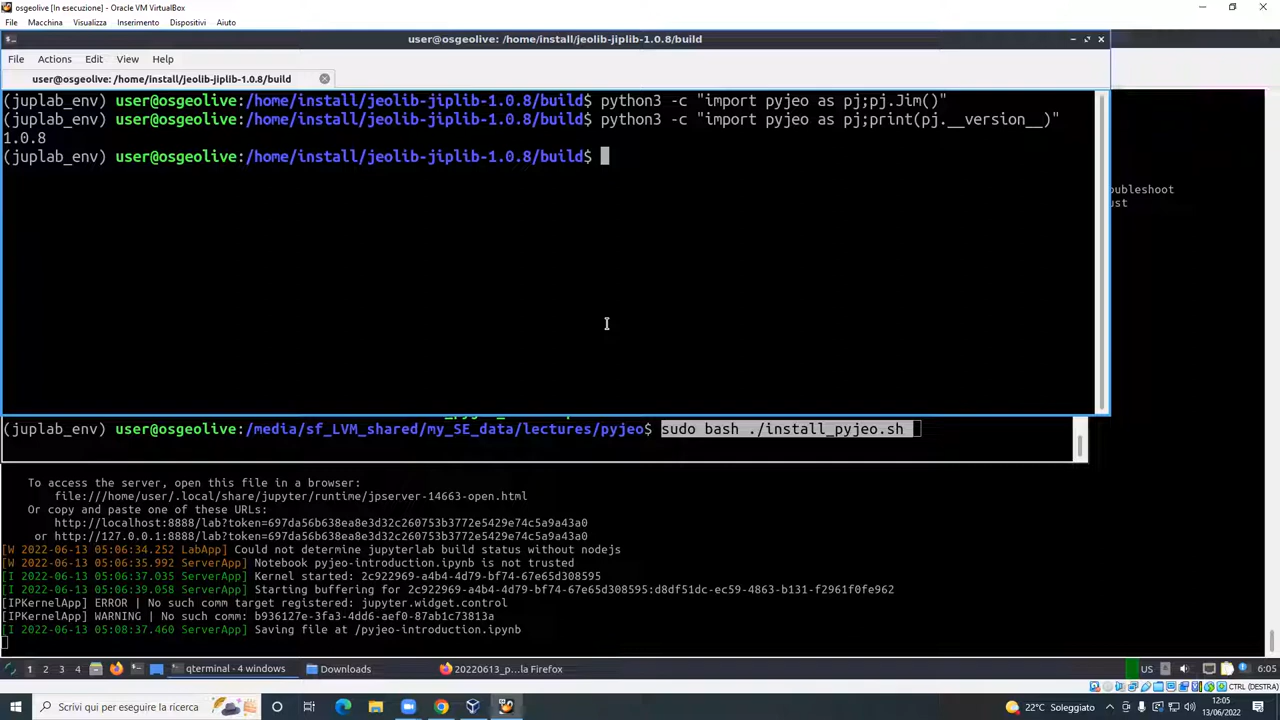 osgeolive [In esecuzione] - Oracle VM VirtualBox
File Macchina Visualizza Inserimento Dispositivi Aiuto
user@osgeolive: /home/install/jeolib-jiplib-1.0.8/build
File Actions Edit View Help
user@osgeolive: /home/install/jeolib-jiplib-1.0.8/build
(juplab_env) user@osgeolive:/home/install/jeolib-jiplib-1.0.8/build$ python3 -c "import pyjeo as pj;pj.Jim()"
(juplab_env) user@osgeolive:/home/install/jeolib-jiplib-1.0.8/build$ python3 -c "import pyjeo as pj;print(pj.__version__)"
1.0.8
(juplab_env) user@osgeolive:/home/install/jeolib-jiplib-1.0.8/build$
oubleshoot
ust
(juplab_env) user@osgeolive:/media/sf_LVM_shared/my_SE_data/lectures/pyjeo$ sudo bash ./install_pyjeo.sh
To access the server, open this file in a browser:
file:///home/user/.local/share/jupyter/runtime/jpserver-14663-open.html
Or copy and paste one of these URLs:
http://localhost:8888/lab?token=697da56b638ea8e3d32c260753b3772e5429e74c5a9a43a0
or http://127.0.0.1:8888/lab?token=697da56b638ea8e3d32c260753b3772e5429e74c5a9a43a0
[W 2022-06-13 05:06:34.252 LabApp] Could not determine jupyterlab build status without nodejs
[W 2022-06-13 05:06:35.992 ServerApp] Notebook pyjeo-introduction.ipynb is not trusted
[I 2022-06-13 05:06:37.035 ServerApp] Kernel started: 2c922969-a4b4-4d79-bf74-67e65d308595
[I 2022-06-13 05:06:39.058 ServerApp] Starting buffering for 2c922969-a4b4-4d79-bf74-67e65d308595:d8df51dc-ec59-4863-b131-f2961f0fe962
[IPKernelApp] ERROR | No such comm target registered: jupyter.widget.control
[IPKernelApp] WARNING | No such comm: b936127e-3fa3-4dd6-aef0-87ab1c73813a
[I 2022-06-13 05:08:37.460 ServerApp] Saving file at /pyjeo-introduction.ipynb
1 2 3 4 qterminal - 4 windows Downloads 20220613_p...la Firefox US 6:05
CTRL (DESTRA)
Scrivi qui per eseguire la ricerca 22°C Soleggiato 12:05
13/06/2022